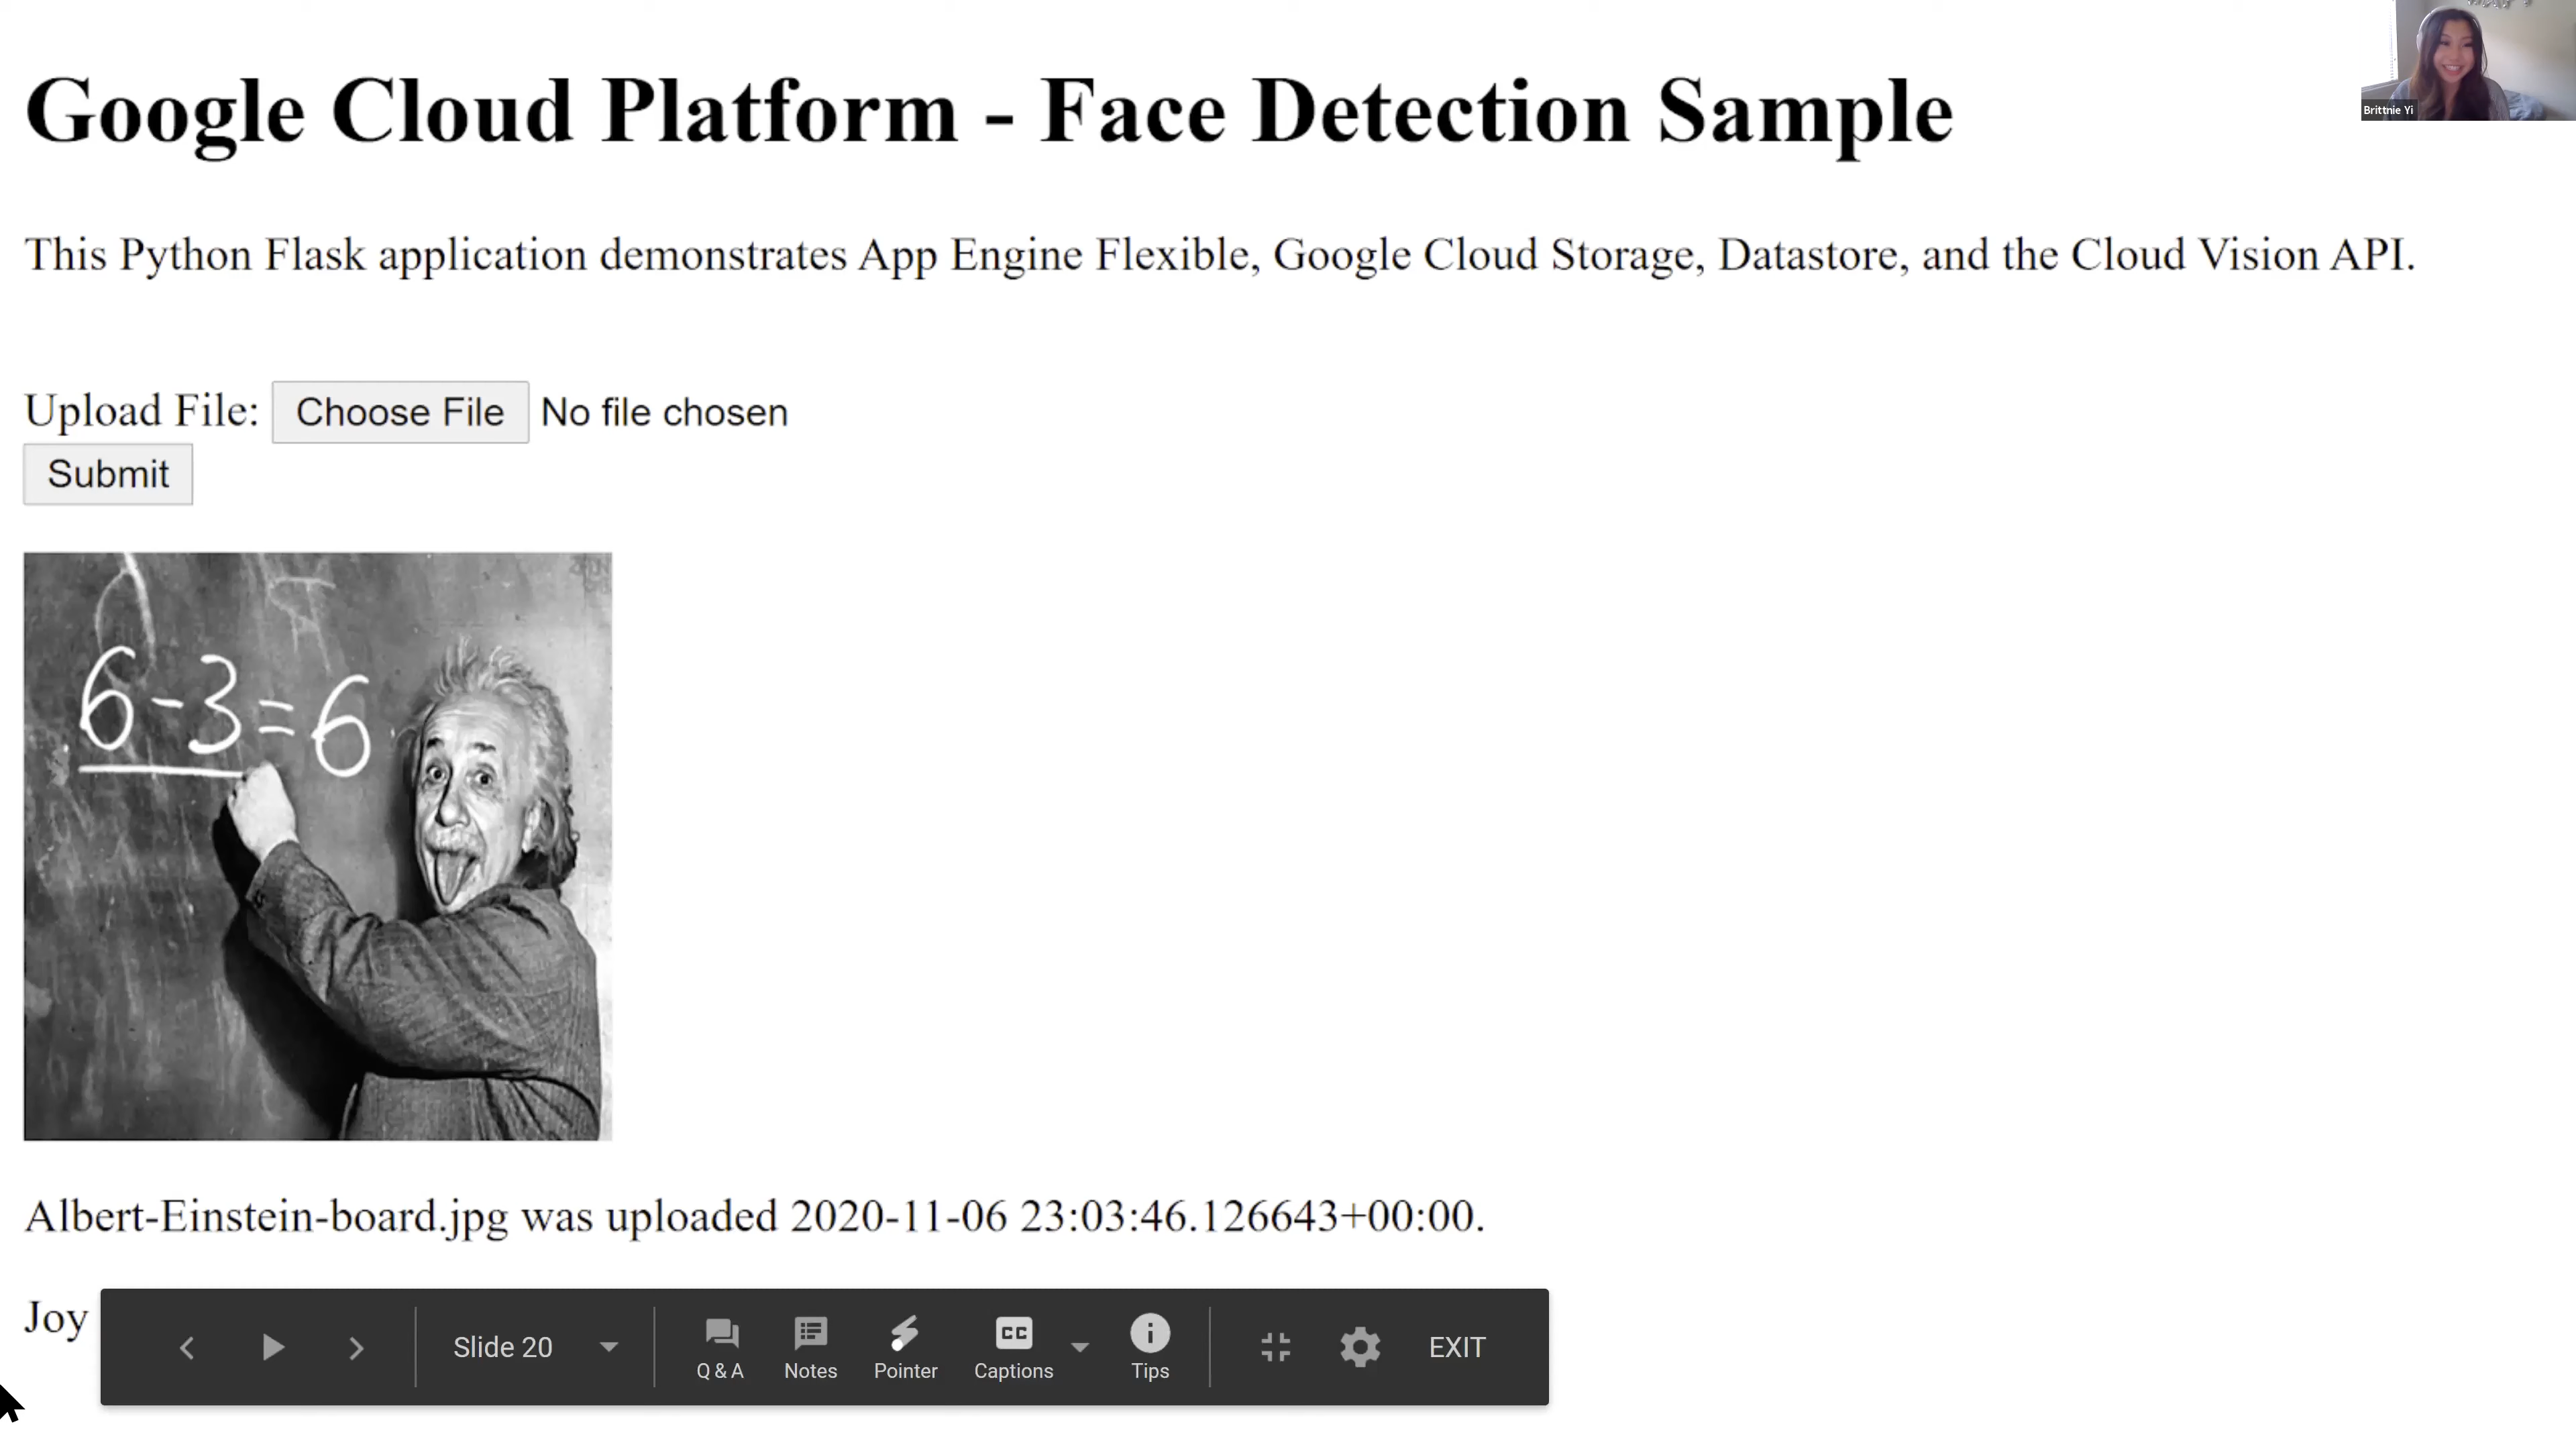 Google Cloud Platform - Face Detection Sample
Brittnie Yi
This Python Flask application demonstrates App Engine Flexible, Google Cloud Storage, Datastore, and the Cloud Vision API.
Upload File: Choose File No file chosen
Submit
6-3=6
Albert-Einstein-board.jpg was uploaded 2020-11-06 23:03:46.126643+00:00.
Joy
Slide 20
Q & A Notes Pointer CC Captions i Tips
EXIT